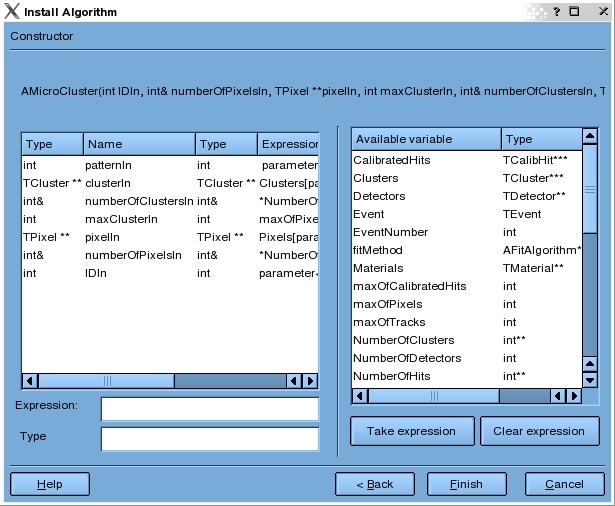 Install Algorithm
Constructor
AMicroCluster(int IDIn, int& numberOfPixelsIn, TPixel **pixelIn, int maxClusterIn, int& numberOfClustersIn, T
Type Name Type Expression
int patternIn int parameter
TCluster ** clusterIn TCluster ** Clusters[pa
int& numberOfClustersIn int& *NumberO
int maxClusterIn int maxOfPixe
TPixel ** pixelIn TPixel ** Pixels[para
int& numberOfPixelsIn int& *NumberO
int IDIn int parameter<
Expression:
Type
Available variable Type
CalibratedHits TCalibHit***
Clusters TCluster***
Detectors TDetector**
Event TEvent
EventNumber int
fitMethod AFitAlgorithm*
Materials TMaterial**
maxOfCalibratedHits int
maxOfPixels int
maxOfTracks int
NumberOfClusters int**
NumberOfDetectors int
NumberOfHits int**
Take expression Clear expression
Help < Back Finish Cancel